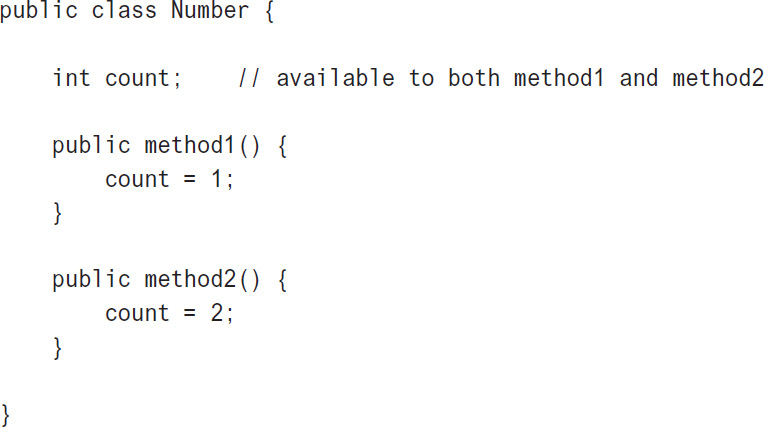 public class Number {
int count;    // available to both method1 and method2
public method1() {
count = 1;
}
public method2() {
count = 2;
}
}